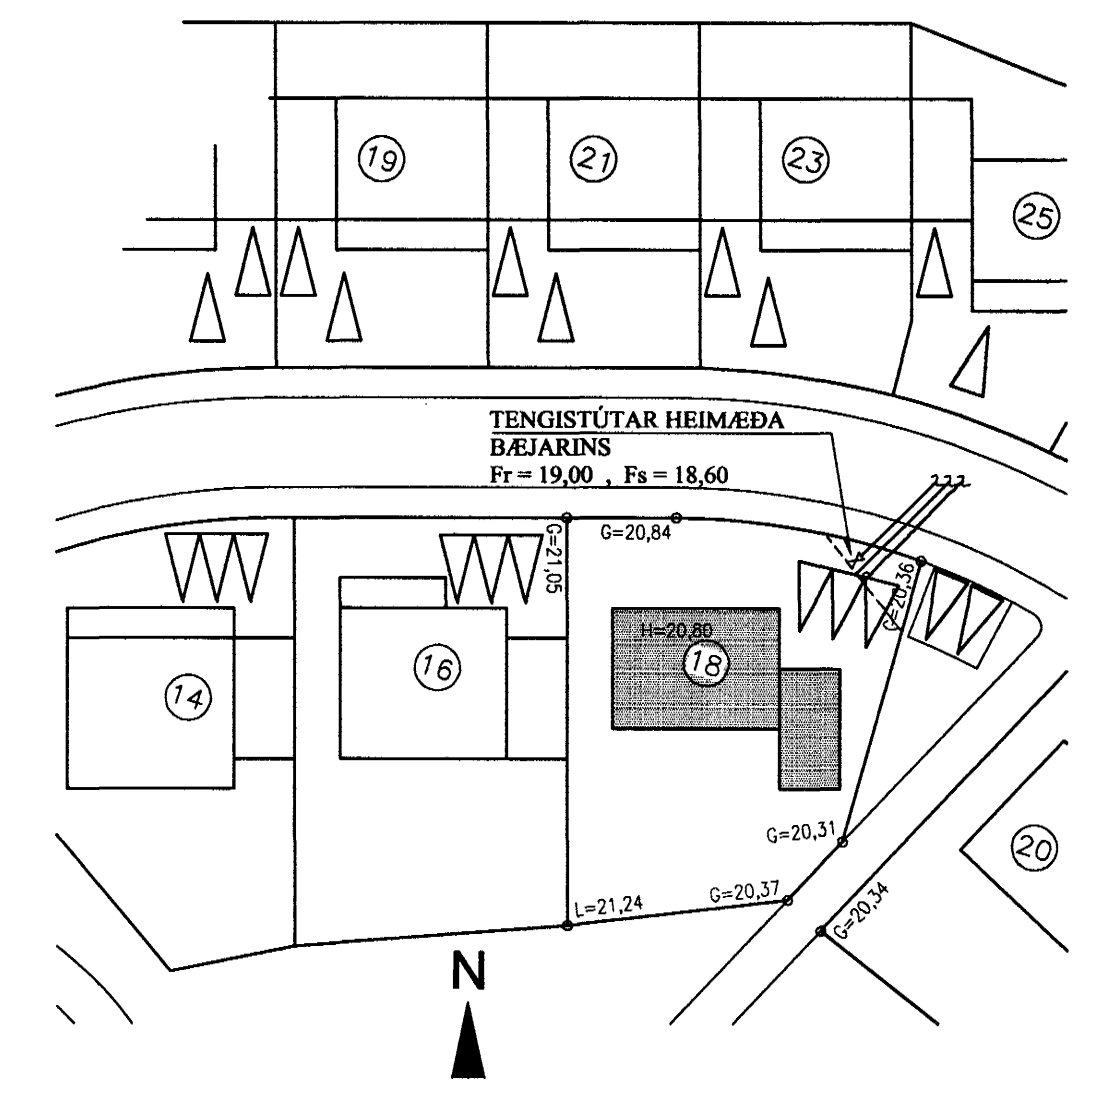 19
21
23
25
TENGISTÚTAR HEIMÆÐA
BÆJARINS
Fr = 19,00 , Fs = 18,60
G=21,05
G=20,84
G=20,36
H=20,80
14
16
18
G=20,31
20
G=20,37
L=21,24
G=20,34
N